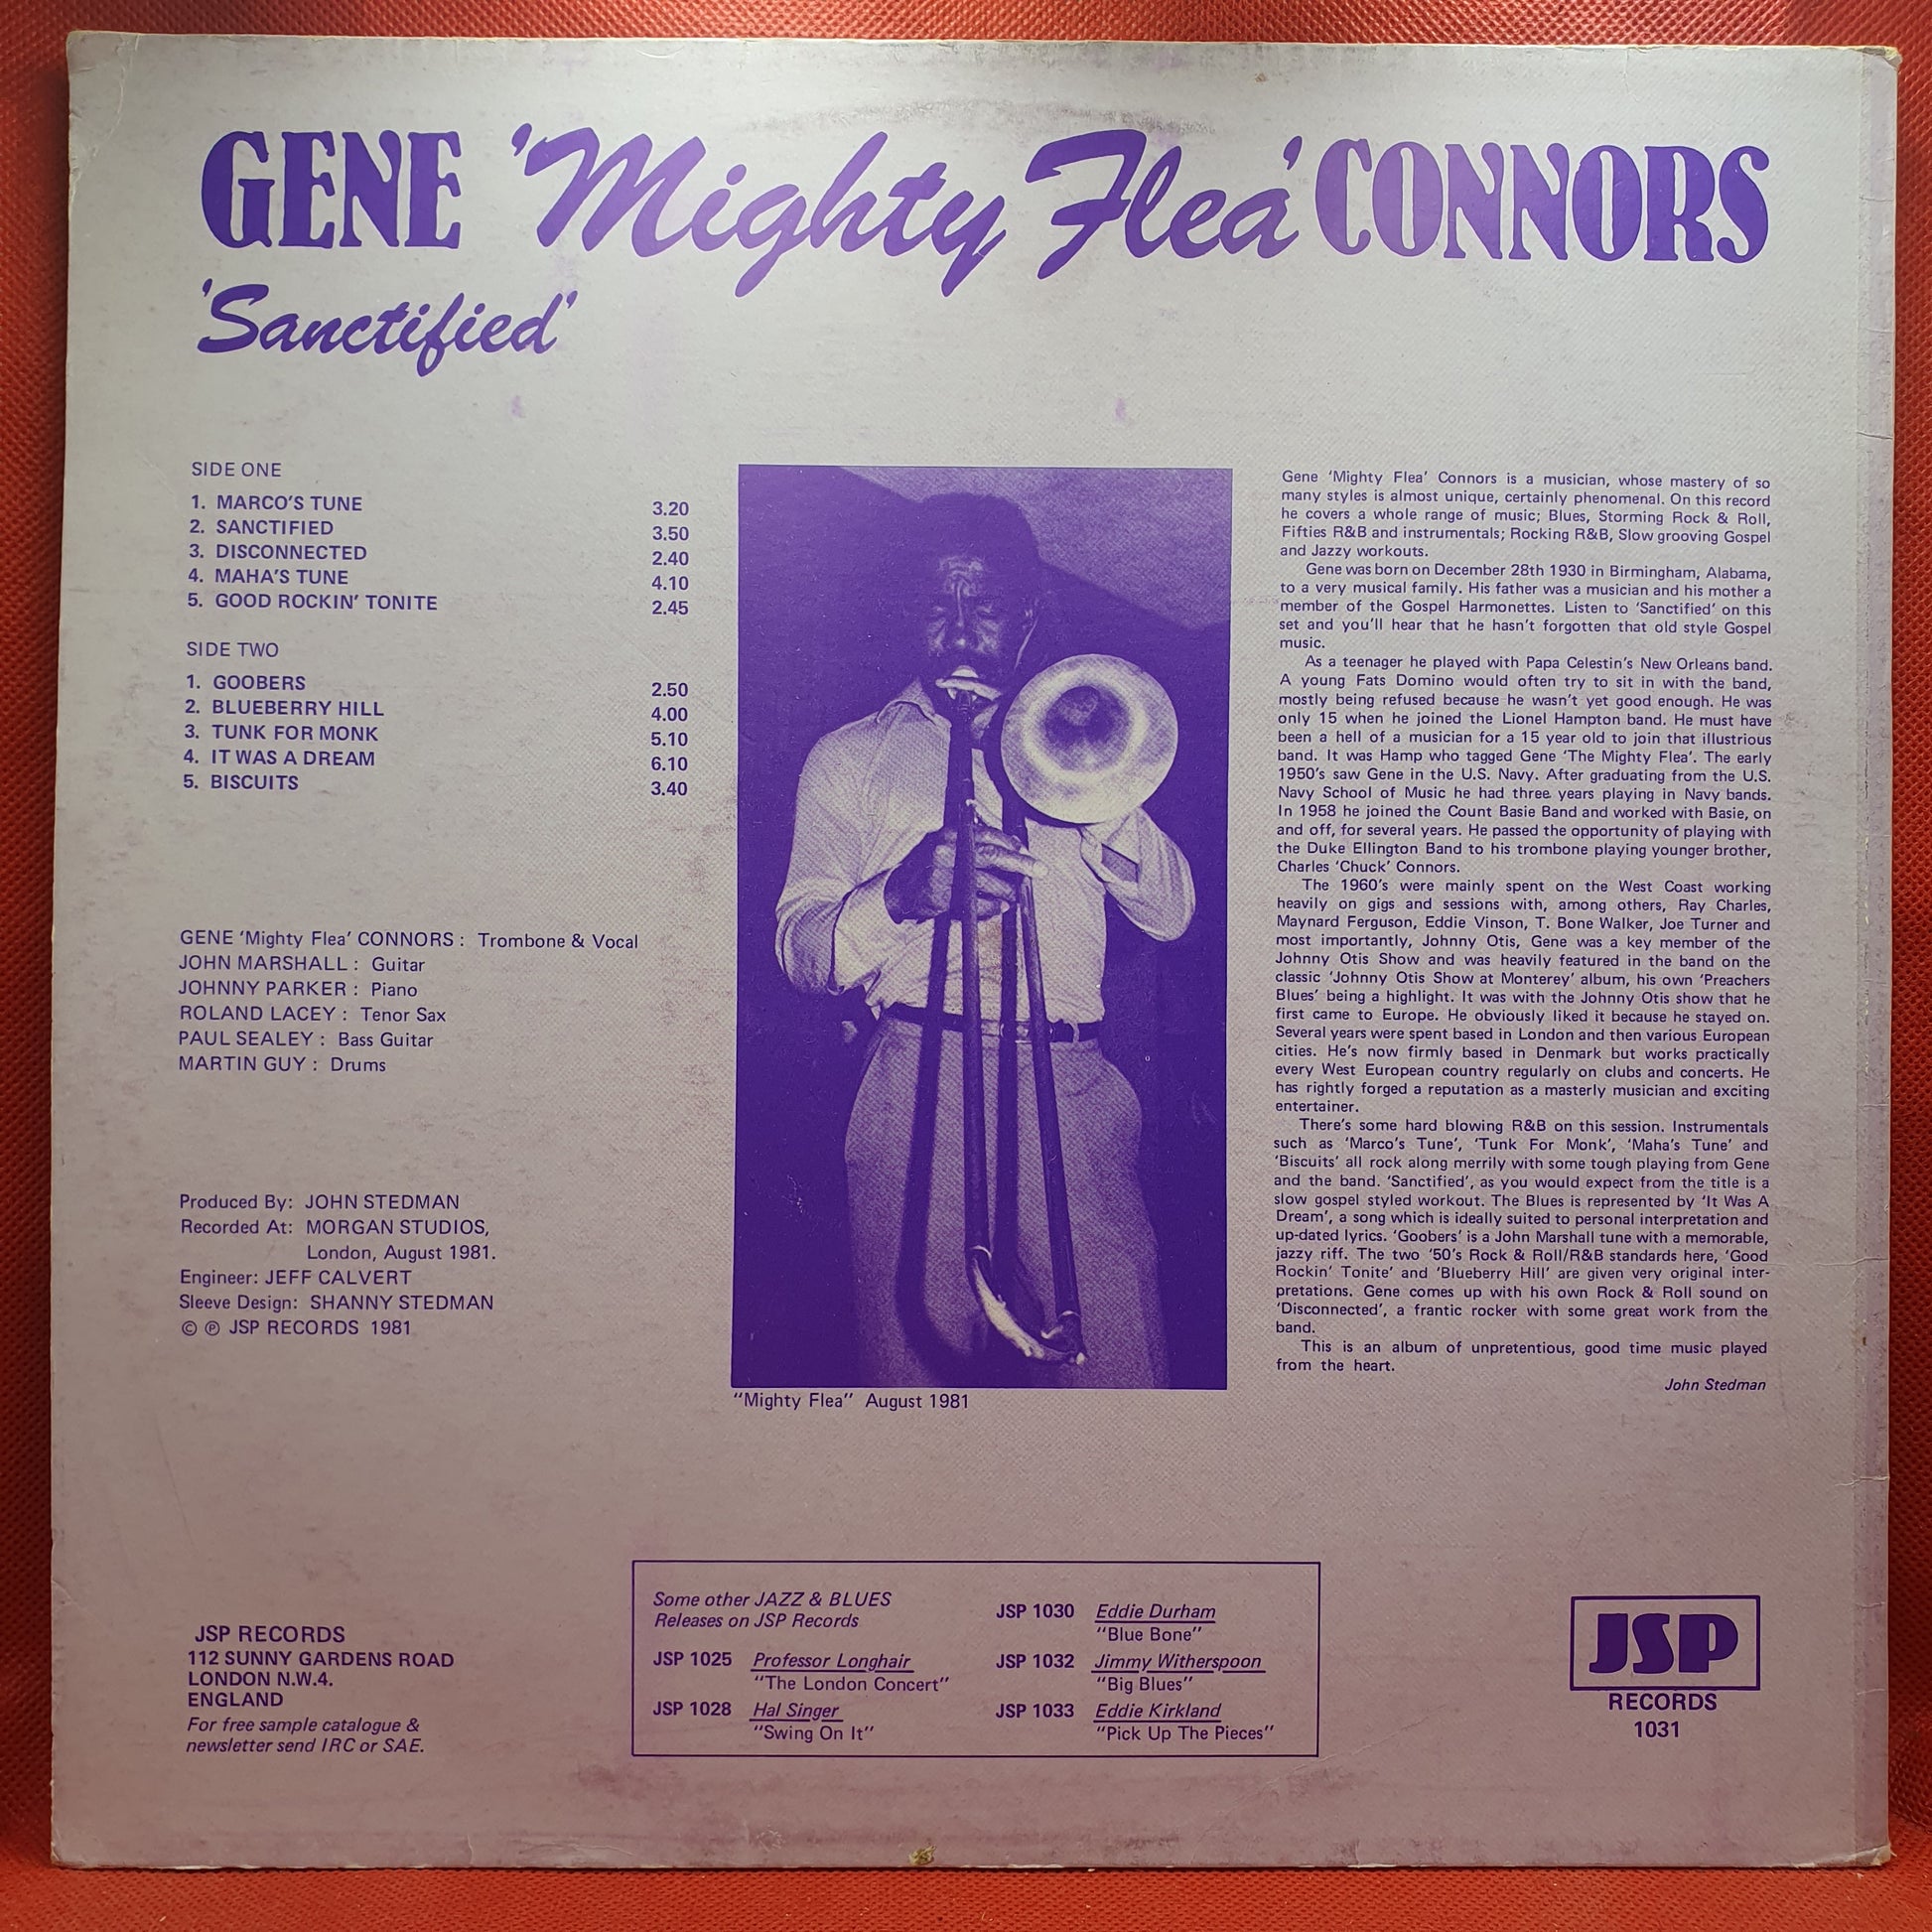 GENE 'Mighty Flea' CONNORS
'Sanctified'
SIDE ONE
1. MARCO'S TUNE 3.20
2. SANCTIFIED 3.50
3. DISCONNECTED 2.40
4. MAHA'S TUNE 4.10
5. GOOD ROCKIN' TONITE 2.45
SIDE TWO
1. GOOBERS 2.50
2. BLUEBERRY HILL 4.00
3. TUNK FOR MONK 5.10
4. IT WAS A DREAM 6.10
5. BISCUITS 3.40
GENE 'Mighty Flea' CONNORS : Trombone & Vocal
JOHN MARSHALL : Guitar
JOHNNY PARKER : Piano
ROLAND LACEY : Tenor Sax
PAUL SEALEY : Bass Guitar
MARTIN GUY : Drums
Produced By: JOHN STEDMAN
Recorded At: MORGAN STUDIOS,
London, August 1981.
Engineer: JEFF CALVERT
Sleeve Design: SHANNY STEDMAN
© ℗ JSP RECORDS 1981
"Mighty Flea" August 1981
Gene 'Mighty Flea' Connors is a musician, whose mastery of so
many styles is almost unique, certainly phenomenal. On this record
he covers a whole range of music; Blues, Storming Rock & Roll,
Fifties R&B and instrumentals; Rocking R&B, Slow grooving Gospel
and Jazzy workouts.
Gene was born on December 28th 1930 in Birmingham, Alabama,
to a very musical family. His father was a musician and his mother a
member of the Gospel Harmonettes. Listen to 'Sanctified' on this
set and you'll hear that he hasn't forgotten that old style Gospel
music.
As a teenager he played with Papa Celestin's New Orleans band.
A young Fats Domino would often try to sit in with the band,
mostly being refused because he wasn't yet good enough. He was
only 15 when he joined the Lionel Hampton band. He must have
been a hell of a musician for a 15 year old to join that illustrious
band. It was Hamp who tagged Gene 'The Mighty Flea'. The early
1950's saw Gene in the U.S. Navy. After graduating from the U.S.
Navy School of Music he had three years playing in Navy bands.
In 1958 he joined the Count Basie Band and worked with Basie, on
and off, for several years. He passed the opportunity of playing with
the Duke Ellington Band to his trombone playing younger brother,
Charles 'Chuck' Connors.
The 1960's were mainly spent on the West Coast working
heavily on gigs and sessions with, among others, Ray Charles,
Maynard Ferguson, Eddie Vinson, T. Bone Walker, Joe Turner and
most importantly, Johnny Otis, Gene was a key member of the
Johnny Otis Show and was heavily featured in the band on the
classic 'Johnny Otis Show at Monterey' album, his own 'Preachers
Blues' being a highlight. It was with the Johnny Otis show that he
first came to Europe. He obviously liked it because he stayed on.
Several years were spent based in London and then various European
cities. He's now firmly based in Denmark but works practically
every West European country regularly on clubs and concerts. He
has rightly forged a reputation as a masterly musician and exciting
entertainer.
There's some hard blowing R&B on this session. Instrumentals
such as 'Marco's Tune', 'Tunk For Monk', 'Maha's Tune' and
'Biscuits' all rock along merrily with some tough playing from Gene
and the band. 'Sanctified', as you would expect from the title is a
slow gospel styled workout. The Blues is represented by 'It Was A
Dream', a song which is ideally suited to personal interpretation and
up-dated lyrics. 'Goobers' is a John Marshall tune with a memorable,
jazzy riff. The two '50's Rock & Roll/R&B standards here, 'Good
Rockin' Tonite' and 'Blueberry Hill' are given very original inter-
pretations. Gene comes up with his own Rock & Roll sound on
'Disconnected', a frantic rocker with some great work from the
band.
This is an album of unpretentious, good time music played
from the heart.
John Stedman
JSP RECORDS
112 SUNNY GARDENS ROAD
LONDON N.W.4.
ENGLAND
For free sample catalogue &
newsletter send IRC or SAE.
Some other JAZZ & BLUES
Releases on JSP Records
JSP 1025 Professor Longhair
"The London Concert"
JSP 1028 Hal Singer
"Swing On It"
JSP 1030 Eddie Durham
"Blue Bone"
JSP 1032 Jimmy Witherspoon
"Big Blues"
JSP 1033 Eddie Kirkland
"Pick Up The Pieces"
JSP
RECORDS
1031